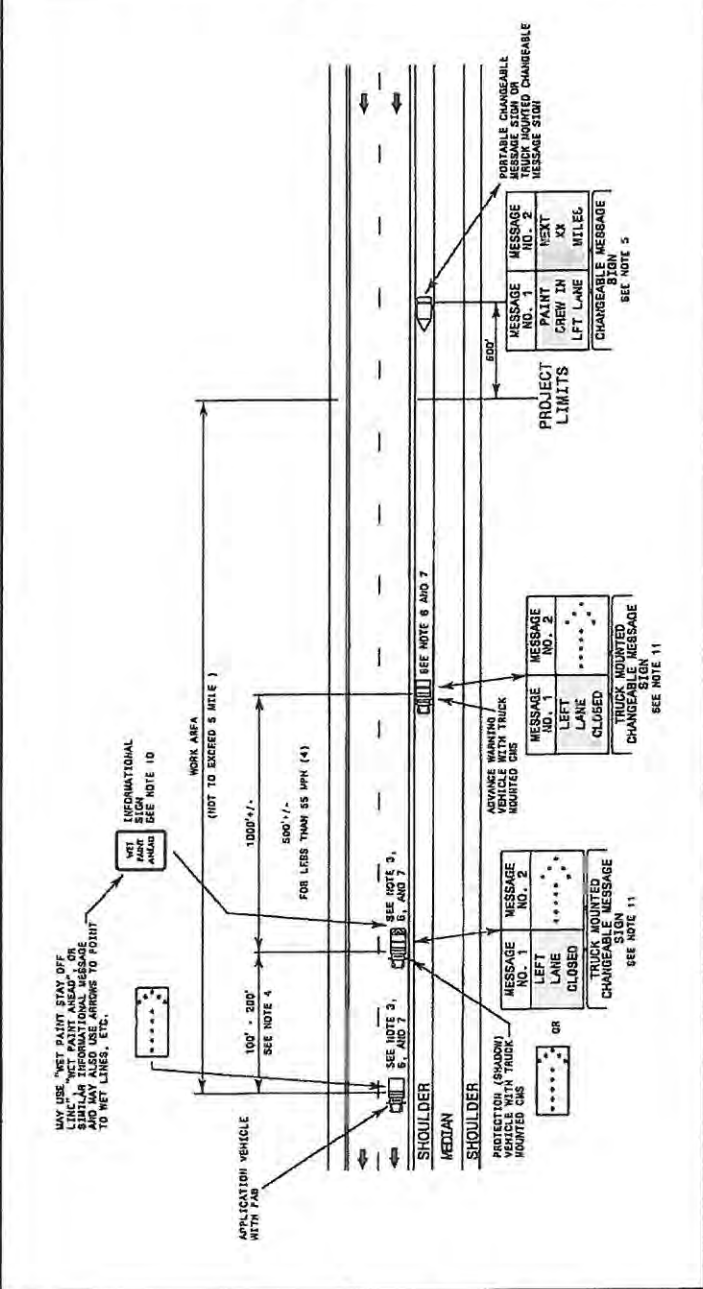 MAY USE "WET PAINT STAY OFF
LINE", "WET PAINT AHEAD", OR
SIMILAR INFORMATIONAL MESSAGE
AND MAY ALSO USE ARROWS TO POINT
TO WET LINES, ETC.
WET
PAINT
AHEAD
INFORMATIONAL
SIGN
SEE NOTE 10
WORK AREA
(NOT TO EXCEED 5 MILE )
1000'+/-
500'+/-
FOR LESS THAN 55 MPH (4)
100' - 200'
SEE NOTE 4
APPLICATION VEHICLE
WITH FAB
SEE NOTE 3,
6, AND 7
SEE NOTE 3,
6, AND 7
SEE NOTE 6 AND 7
600'
PROJECT
LIMITS
SHOULDER
MEDIAN
SHOULDER
PROTECTION (SHADOW)
VEHICLE WITH TRUCK
MOUNTED CMS
OR
MESSAGE NO. 1
MESSAGE NO. 2
LEFT
LANE
CLOSED
TRUCK MOUNTED
CHANGEABLE MESSAGE
SIGN
SEE NOTE 11
ADVANCE WARNING
VEHICLE WITH TRUCK
MOUNTED CMS
MESSAGE NO. 1
MESSAGE NO. 2
LEFT
LANE
CLOSED
TRUCK MOUNTED
CHANGEABLE MESSAGE
SIGN
SEE NOTE 11
MESSAGE NO. 1
MESSAGE NO. 2
PAINT NEXT
CREW IN XX
LFT LANE MILES
CHANGEABLE MESSAGE
SIGN
SEE NOTE 5
PORTABLE CHANGEABLE
MESSAGE SIGN OR
TRUCK MOUNTED CHANGEABLE
MESSAGE SIGN